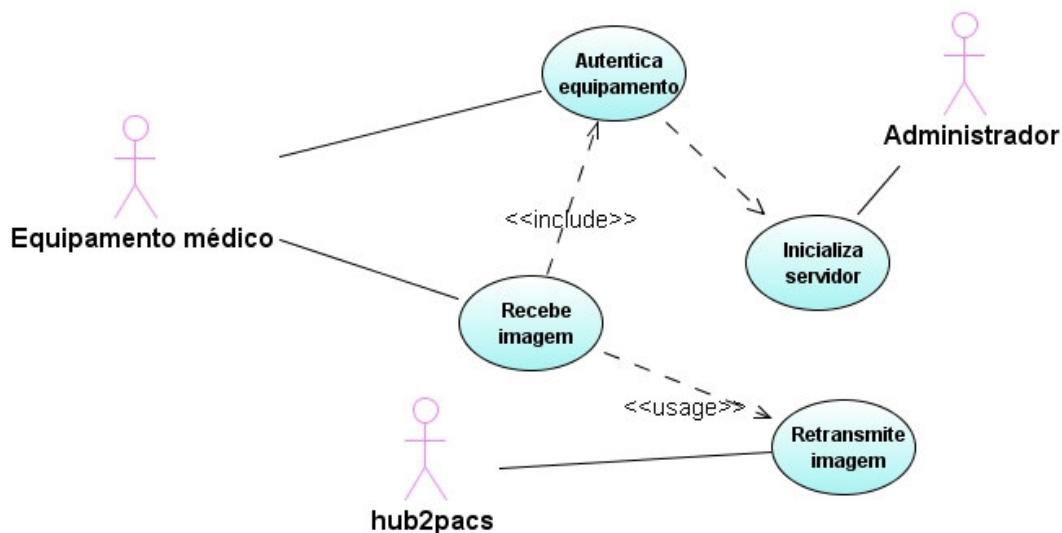 Autentica
equipamento
Administrador
Equipamento médico
<<include>>
Inicializa
servidor
Recebe
imagem
<<usage>>
Retransmite
imagem
hub2pacs